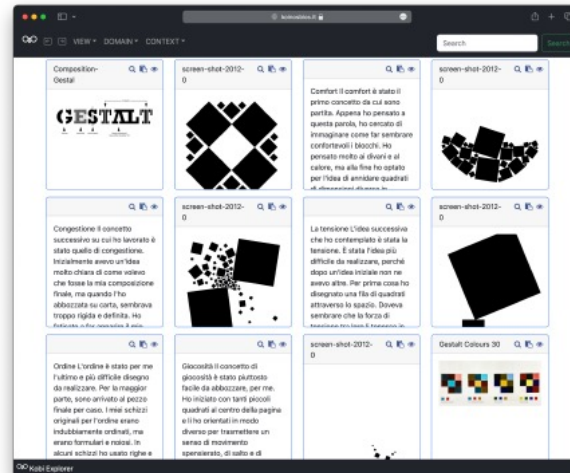 VIEW DOMAIN CONTEXT
Search
Search
Composition-
Gestal
GESTALT
screen-shot-2012-
0
Comfort Il comfort è stato il
primo concetto da cui sono
partita. Appena ho pensato a
questa parola, ho cercato di
immaginare come far sembrare
confortevoli i blocchi. Ho
pensato molto ai divani e al
calore, ma alla fine ho optato
per l'idea di annidare quadrati
di dimensioni diverse in
screen-shot-2012-
0
Congestione Il concetto
successivo su cui ho lavorato è
stato quello di congestione.
Inizialmente avevo un'idea
molto chiara di come volevo
che fosse la mia composizione
finale, ma quando l'ho
abbozzata su carta, sembrava
troppo rigida e definita. Ho
faticato a far apparire il mio
screen-shot-2012-
0
La tensione L'idea successiva
che ho contemplato è stata la
tensione. È stata l'idea più
difficile da realizzare, perché
dopo un'idea iniziale non ne
avevo altre. Per prima cosa ho
disegnato una fila di quadrati
attraverso lo spazio. Doveva
sembrare che la forza di
screen-shot-2012-
0
Ordine L'ordine è stato per me
l'ultimo e più difficile disegno
da realizzare. Per la maggior
parte, sono arrivato al pezzo
finale per caso. I miei schizzi
originali per l'ordine erano
indubbiamente ordinati, ma
erano formulari e noiosi. In
alcuni schizzi ho usato righe e
Giocosità Il concetto di
giocosità è stato piuttosto
facile da abbozzare, per me.
Ho iniziato con tanti piccoli
quadrati al centro della pagina
e li ho orientati in modo
diverso per trasmettere un
senso di movimento
spensierato, di salto e di
screen-shot-2012-
0
Gestalt Colours 30
Kobi Explorer